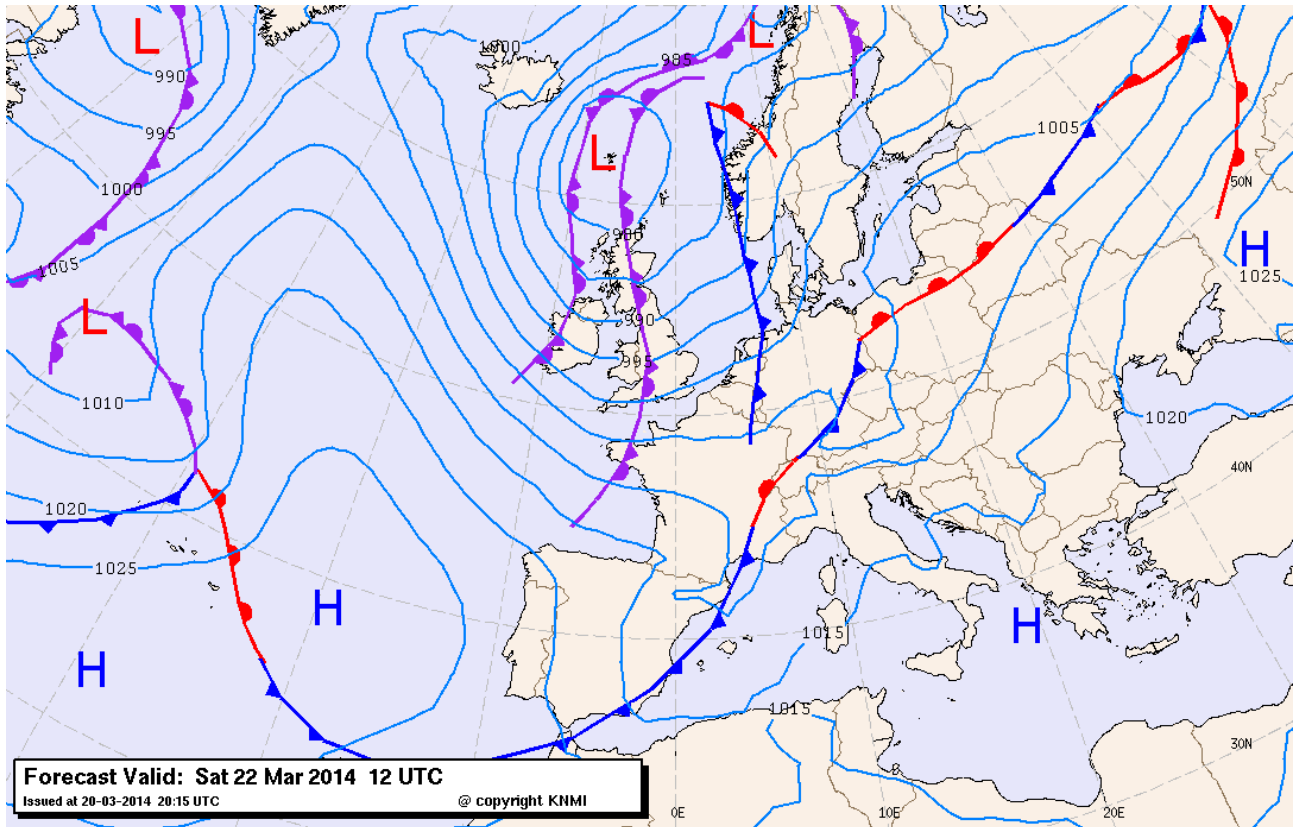 L
L
1000
985
990
995
1005
50N
L
1000
980
H
1005
1025
L
990
995
1010
1020
40N
1020
1025
H
H
1015
H
1015
30N
Forecast Valid: Sat 22 Mar 2014 12 UTC
Issued at 20-03-2014 20:15 UTC
@ copyright KNMI
0E
10E
20E